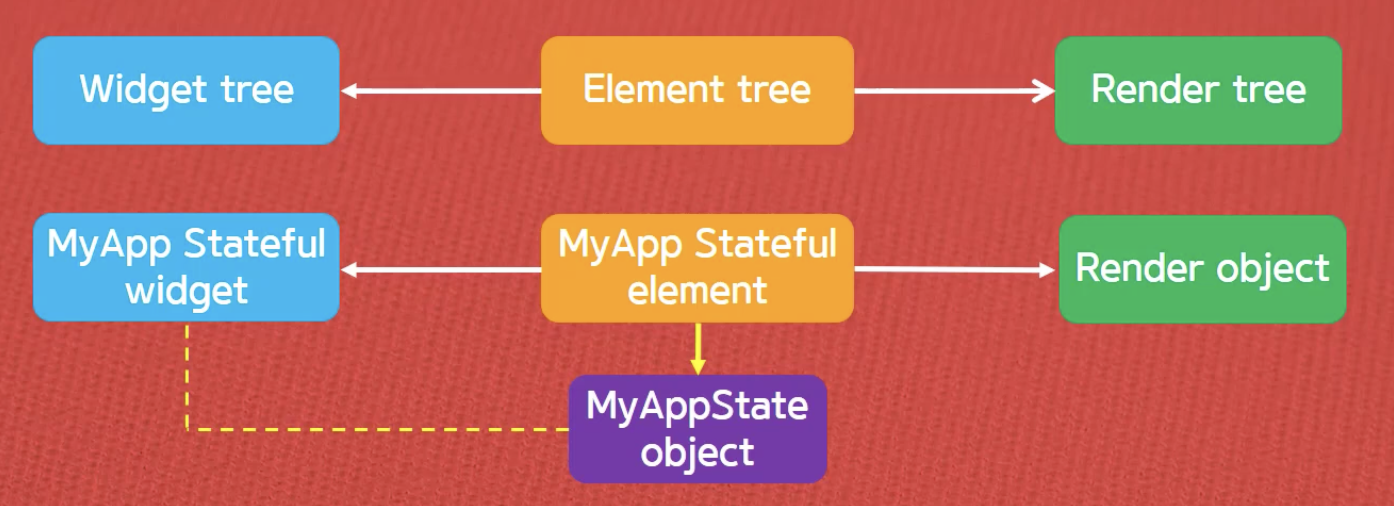 Widget tree
Element tree
Render tree
MyApp Stateful
widget
MyApp Stateful
element
Render object
MyAppState
object